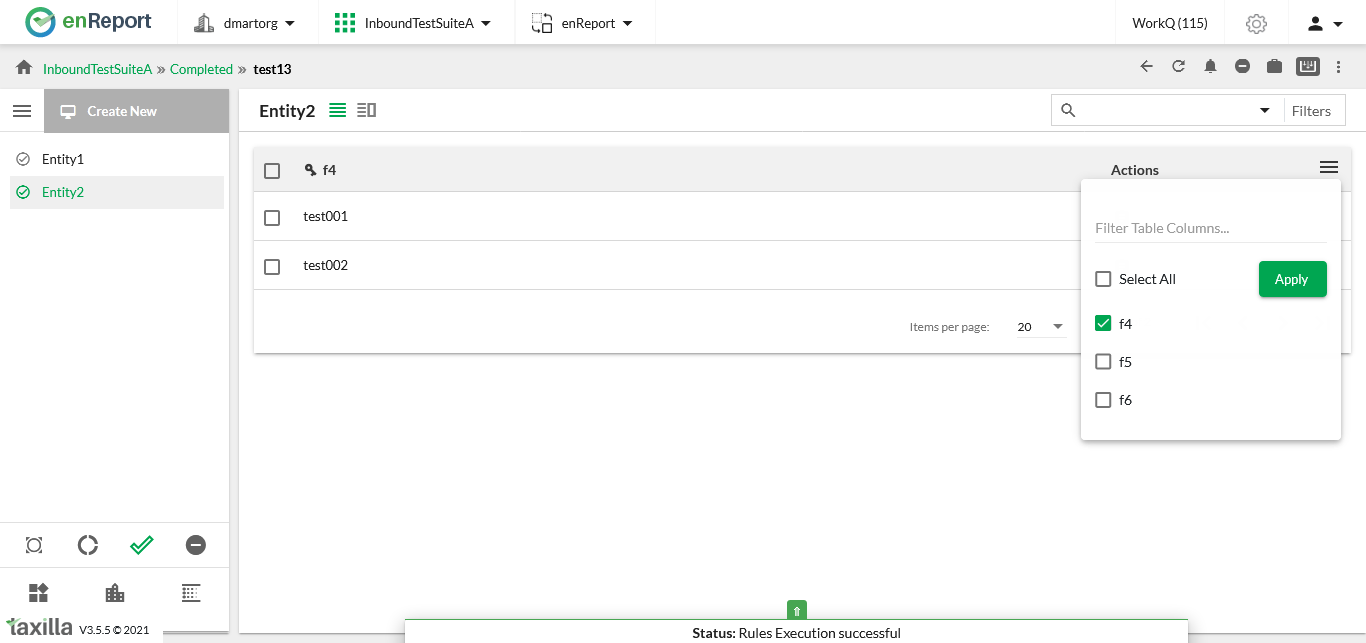 enReport
dmartorg
InboundTestSuiteA
enReport
WorkQ (115)
InboundTestSuiteA » Completed » test13
Create New
Entity2
Filters
Entity1
Entity2
f4
Actions
test001
test002
Items per page:
20
Filter Table Columns...
Select All
Apply
f4
f5
f6
taxilla
V3.5.5 © 2021
Status: Rules Execution successful